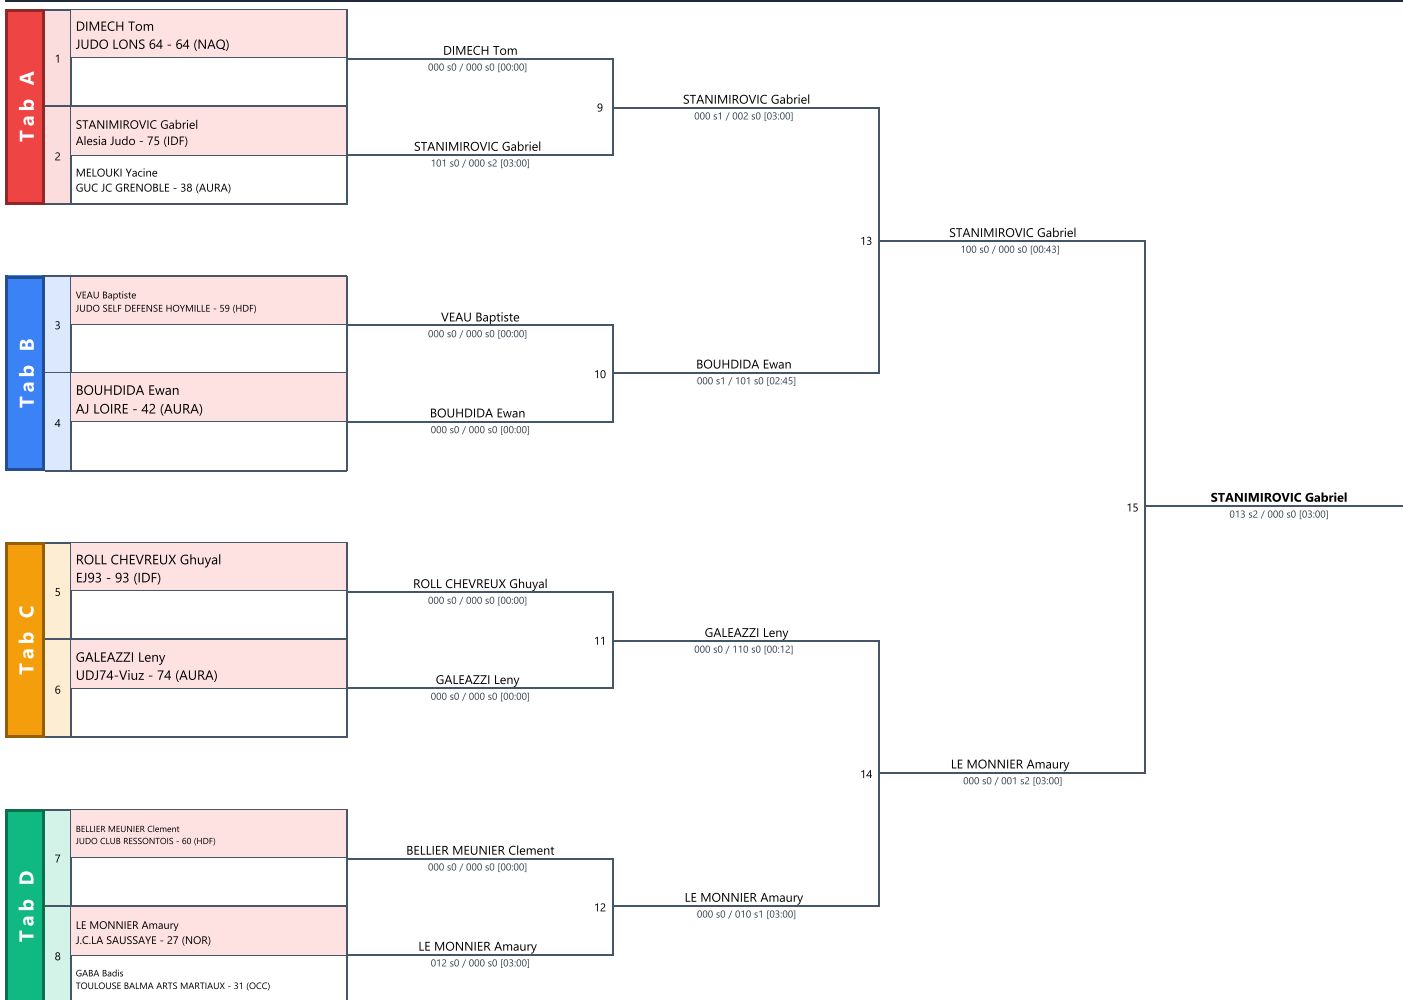 Tab A
1
DIMECH Tom
JUDO LONS 64 - 64 (NAQ)
2
STANIMIROVIC Gabriel
Alesia Judo - 75 (IDF)
MELOUKI Yacine
GUC JC GRENOBLE - 38 (AURA)
DIMECH Tom
000 s0 / 000 s0 [00:00]
9
STANIMIROVIC Gabriel
101 s0 / 000 s2 [03:00]
STANIMIROVIC Gabriel
000 s1 / 002 s0 [03:00]
13
STANIMIROVIC Gabriel
100 s0 / 000 s0 [00:43]
Tab B
3
VEAU Baptiste
JUDO SELF DEFENSE HOYMILLE - 59 (HDF)
4
BOUHDIDA Ewan
AJ LOIRE - 42 (AURA)
VEAU Baptiste
000 s0 / 000 s0 [00:00]
10
BOUHDIDA Ewan
000 s0 / 000 s0 [00:00]
BOUHDIDA Ewan
000 s1 / 101 s0 [02:45]
15
STANIMIROVIC Gabriel
013 s2 / 000 s0 [03:00]
Tab C
5
ROLL CHEVREUX Ghuyal
EJ93 - 93 (IDF)
6
GALEAZZI Leny
UDJ74-Viuz - 74 (AURA)
ROLL CHEVREUX Ghuyal
000 s0 / 000 s0 [00:00]
11
GALEAZZI Leny
000 s0 / 000 s0 [00:00]
GALEAZZI Leny
000 s0 / 110 s0 [00:12]
14
LE MONNIER Amaury
000 s0 / 001 s2 [03:00]
Tab D
7
BELLIER MEUNIER Clement
JUDO CLUB RESSONTOIS - 60 (HDF)
8
LE MONNIER Amaury
J.C.LA SAUSSAYE - 27 (NOR)
GABA Badis
TOULOUSE BALMA ARTS MARTIAUX - 31 (OCC)
BELLIER MEUNIER Clement
000 s0 / 000 s0 [00:00]
12
LE MONNIER Amaury
012 s0 / 000 s0 [03:00]
LE MONNIER Amaury
000 s0 / 010 s1 [03:00]